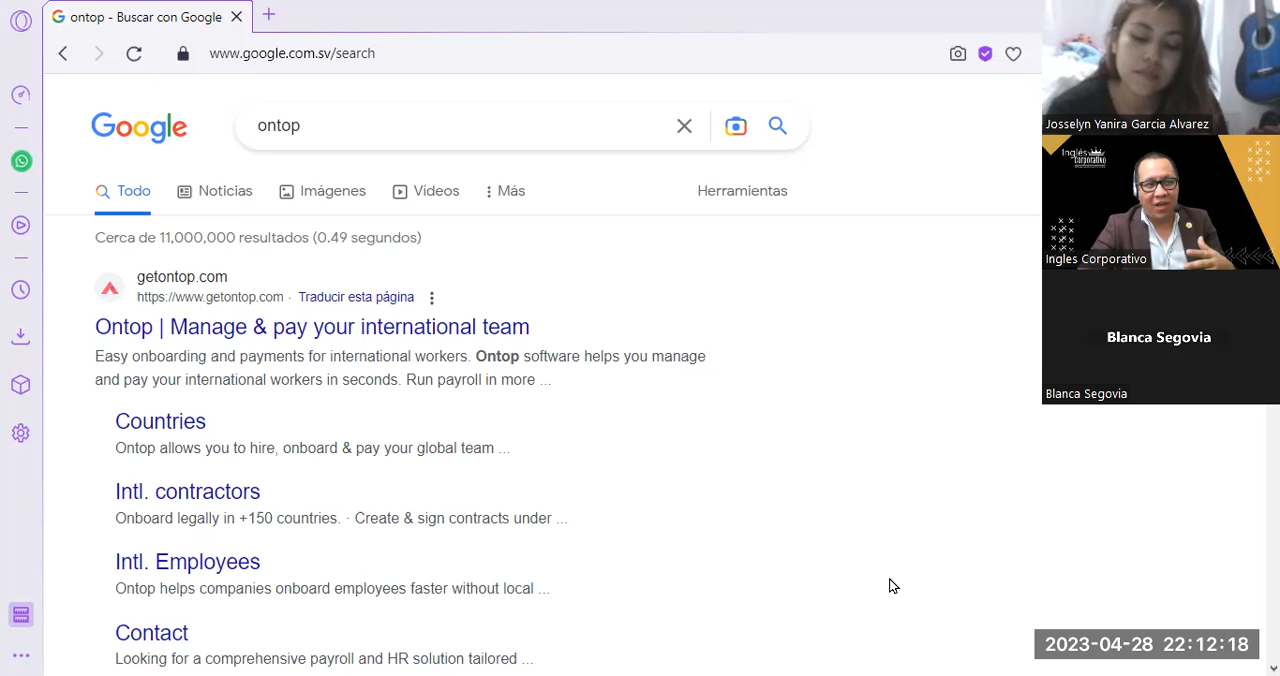 ontop - Buscar con Google
www.google.com.sv/search
Google
ontop
Todo
Noticias
Imágenes
Vídeos
Más
Herramientas
Cerca de 11,000,000 resultados (0.49 segundos)
getontop.com
https://www.getontop.com · Traducir esta página
Ontop | Manage & pay your international team
Easy onboarding and payments for international workers. Ontop software helps you manage
and pay your international workers in seconds. Run payroll in more ...
Countries
Ontop allows you to hire, onboard & pay your global team ...
Intl. contractors
Onboard legally in +150 countries. · Create & sign contracts under ...
Intl. Employees
Ontop helps companies onboard employees faster without local ...
Contact
Looking for a comprehensive payroll and HR solution tailored ...
Josselyn Yanira Garcia Alvarez
Inglés
Corporativo
Ingles Corporativo
Blanca Segovia
Blanca Segovia
2023-04-28 22:12:18